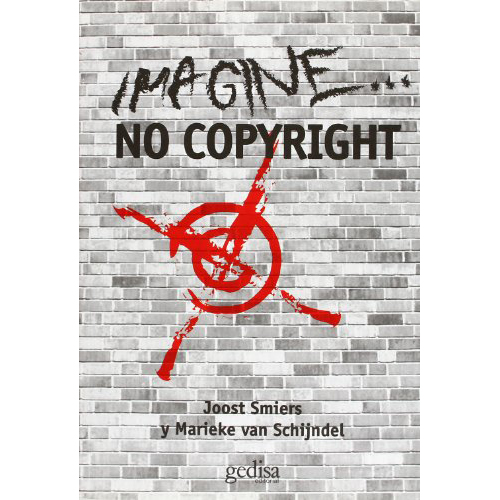 IMAGINE...
NO COPYRIGHT
Joost Smiers
y Marieke van Schijndel
gedisa
editorial